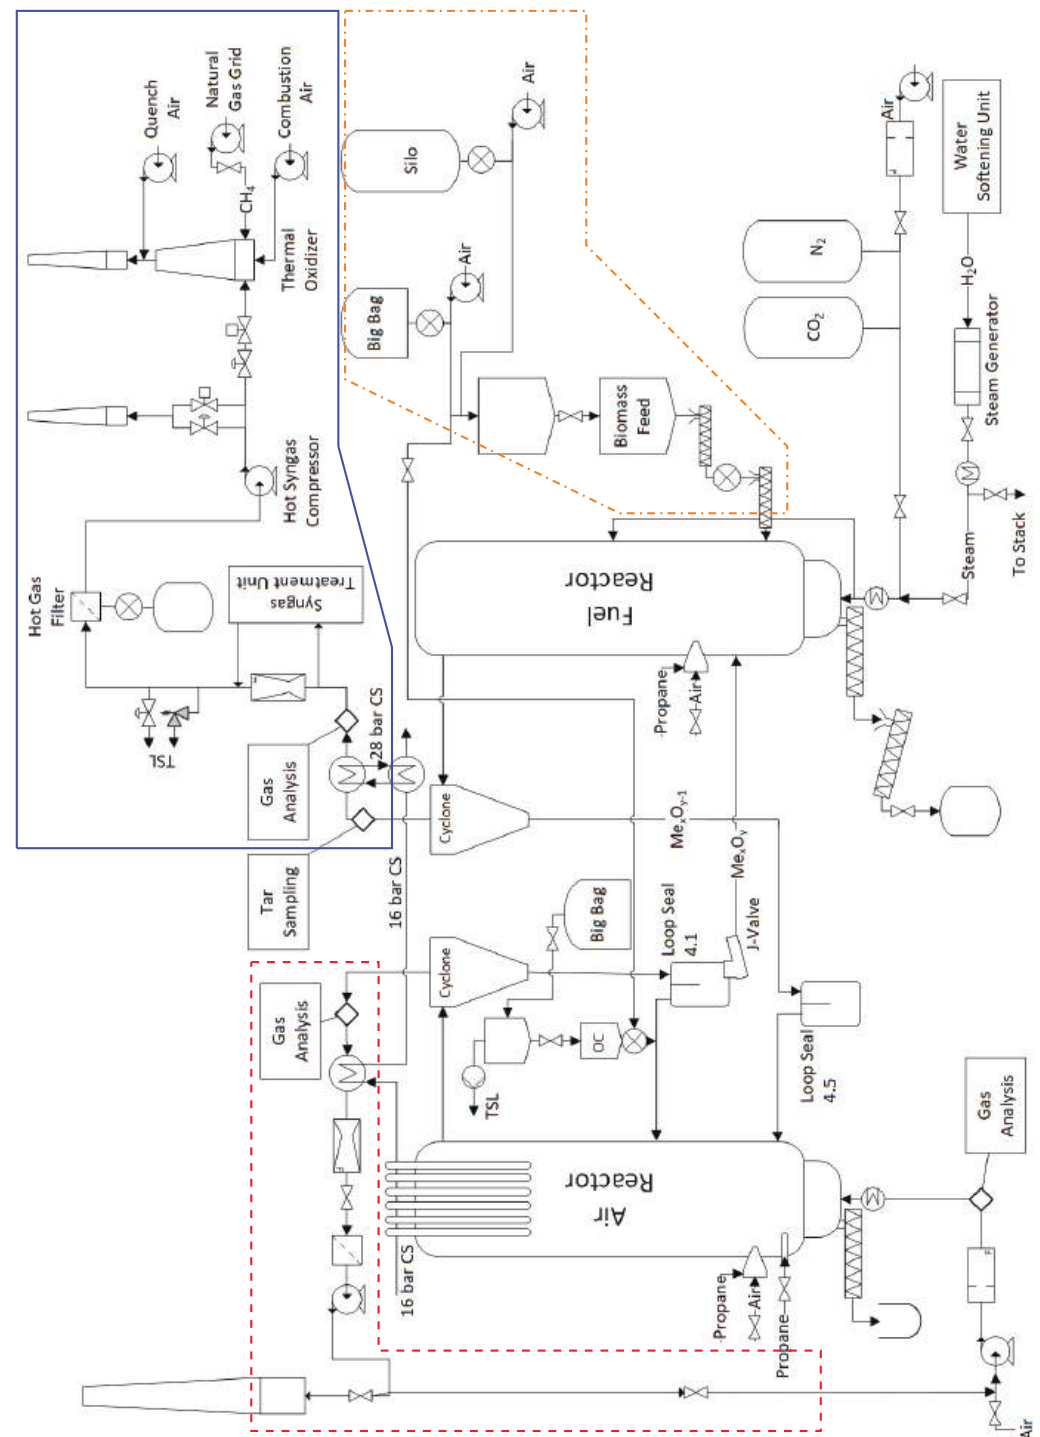 Quench
Air
Natural
Gas Grid
Combustion
Air
CH4
Thermal
Oxidizer
Hot Syngas
Compressor
Hot Gas
Filter
Syngas
Treatment Unit
TSL
Gas
Analysis
28 bar CS
Tar
Sampling
16 bar CS
Silo
Air
Big Bag
Air
Biomass
Feed
Air
Water
Softening Unit
N2
CO2
H2O
Steam Generator
M
Steam
To Stack
Fuel
Reactor
Propane
Air
Cyclone
MexOy-1
MexOy
Cyclone
Big Bag
Loop Seal
4.1
J-Valve
OC
TSL
Loop Seal
4.5
Gas
Analysis
16 bar CS
Air
Reactor
Propane
Air
Propane
F
F
F
Gas
Analysis
Air